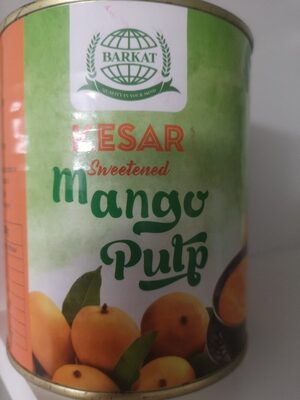 BARKAT
QUALITY IN YOUR MIND
KESAR
Sweetened
Mango
Pulp